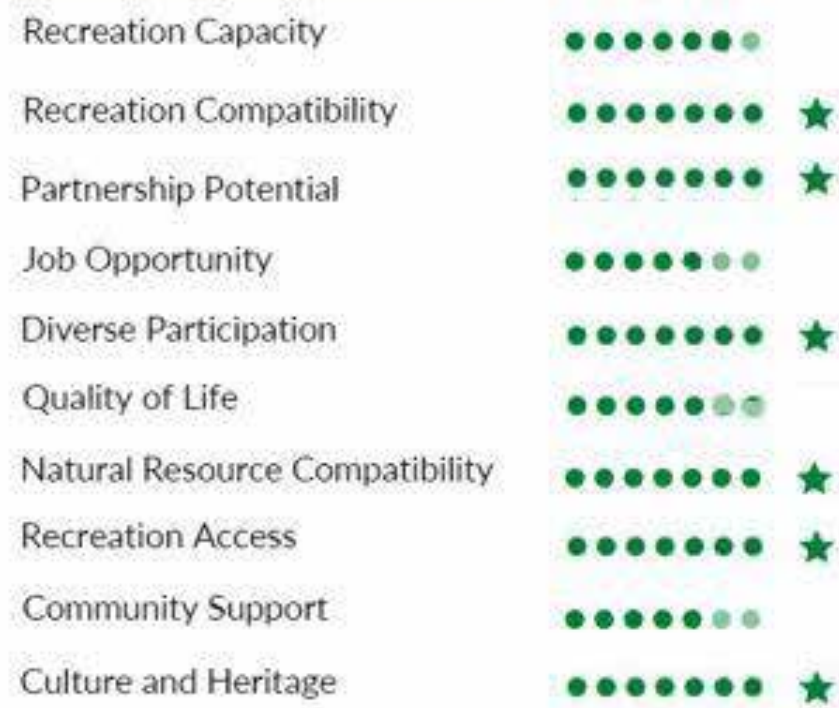 Recreation Capacity
Recreation Compatibility
Partnership Potential
Job Opportunity
Diverse Participation
Quality of Life
Natural Resource Compatibility
Recreation Access
Community Support
Culture and Heritage